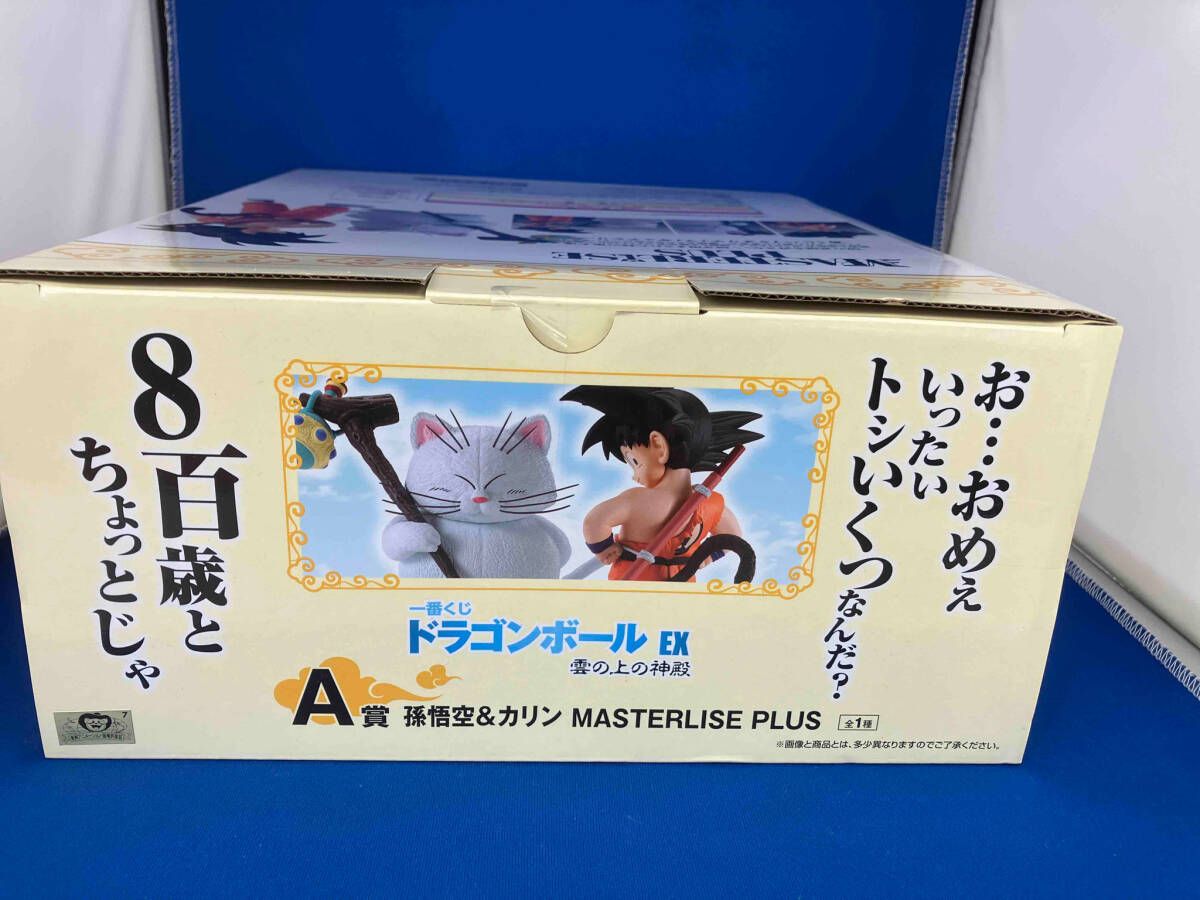 MASTERLISE
PLUS
お…おめぇ
いったい
トシいくつなんだ？
8百歳と
ちょっとじゃ
一番くじ
ドラゴンボール EX
雲の上の神殿
A賞 孫悟空&カリン MASTERLISE PLUS 全1種
※画像と商品とは、多少異なりますのでご了承ください。
7